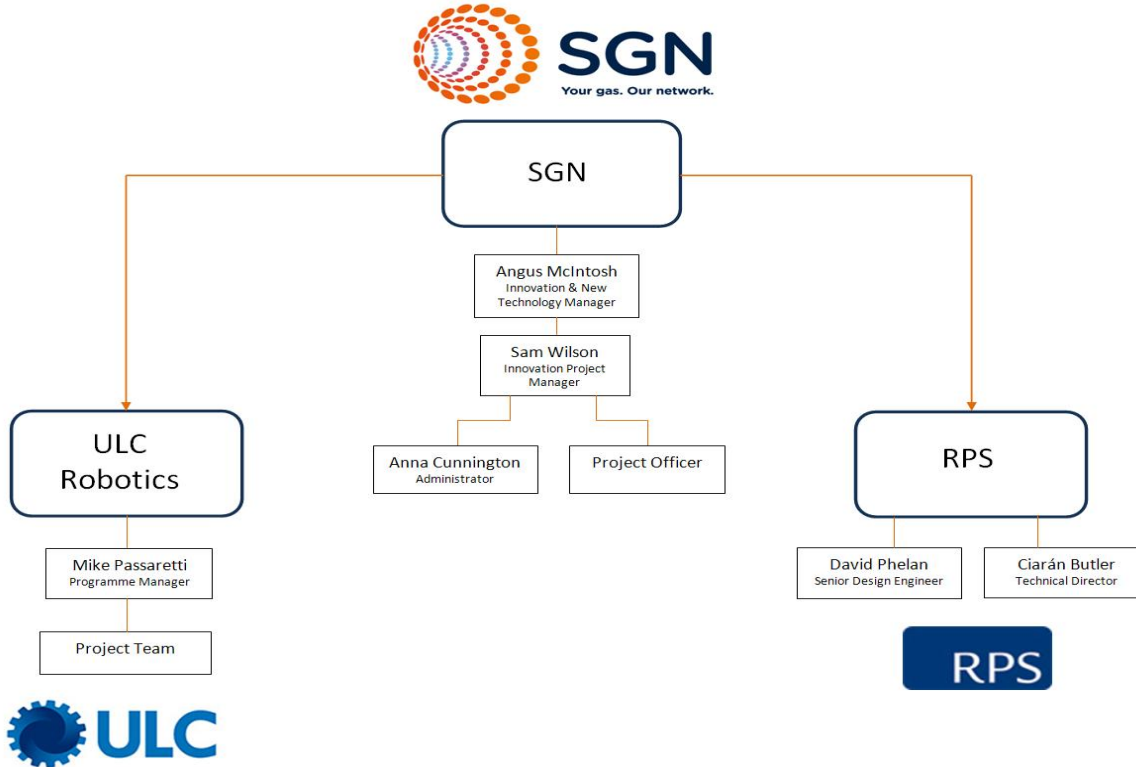 SGN
Your gas. Our network.
SGN
Angus McIntosh
Innovation & New
Technology Manager
Sam Wilson
Innovation Project
Manager
Anna Cunnington
Administrator
Project Officer
ULC
Robotics
Mike Passaretti
Programme Manager
Project Team
ULC
RPS
David Phelan
Senior Design Engineer
Ciarán Butler
Technical Director
RPS